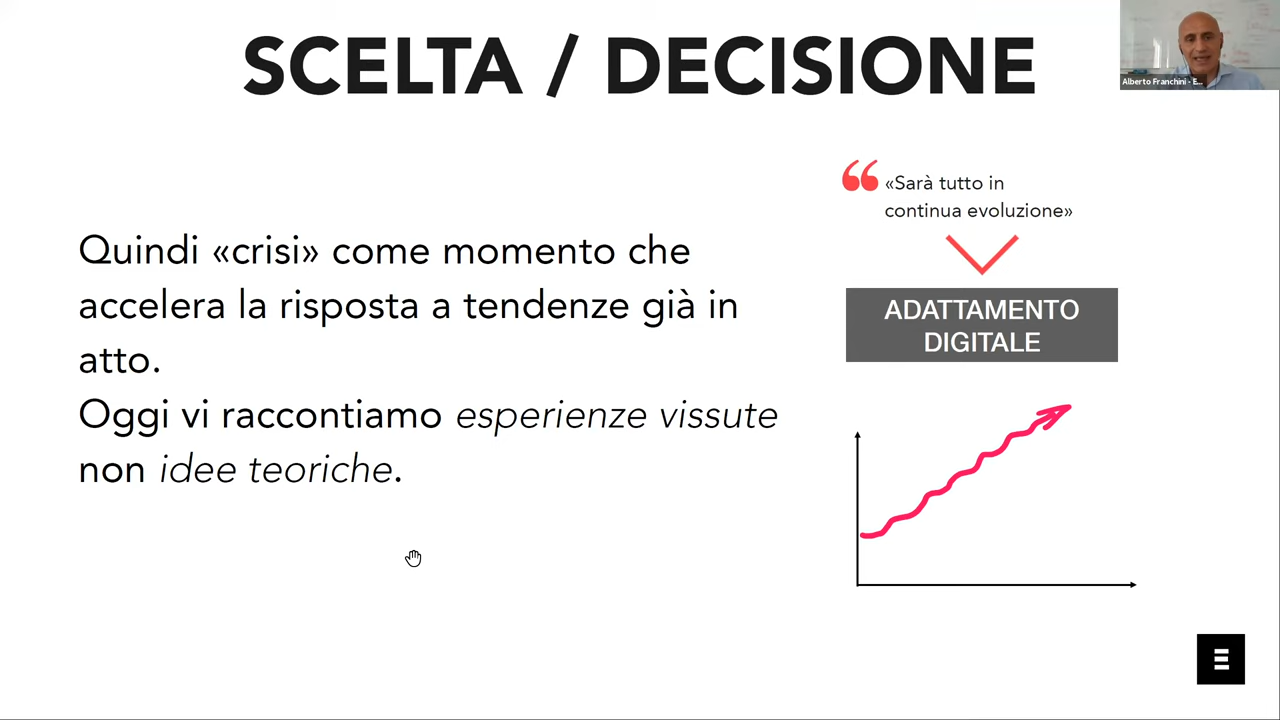 SCELTA / DECISIONE
Alberto Franchini - E...
«Sarà tutto in
continua evoluzione»
Quindi «crisi» come momento che
accelera la risposta a tendenze già in
atto.
Oggi vi raccontiamo esperienze vissute
non idee teoriche.
ADATTAMENTO
DIGITALE